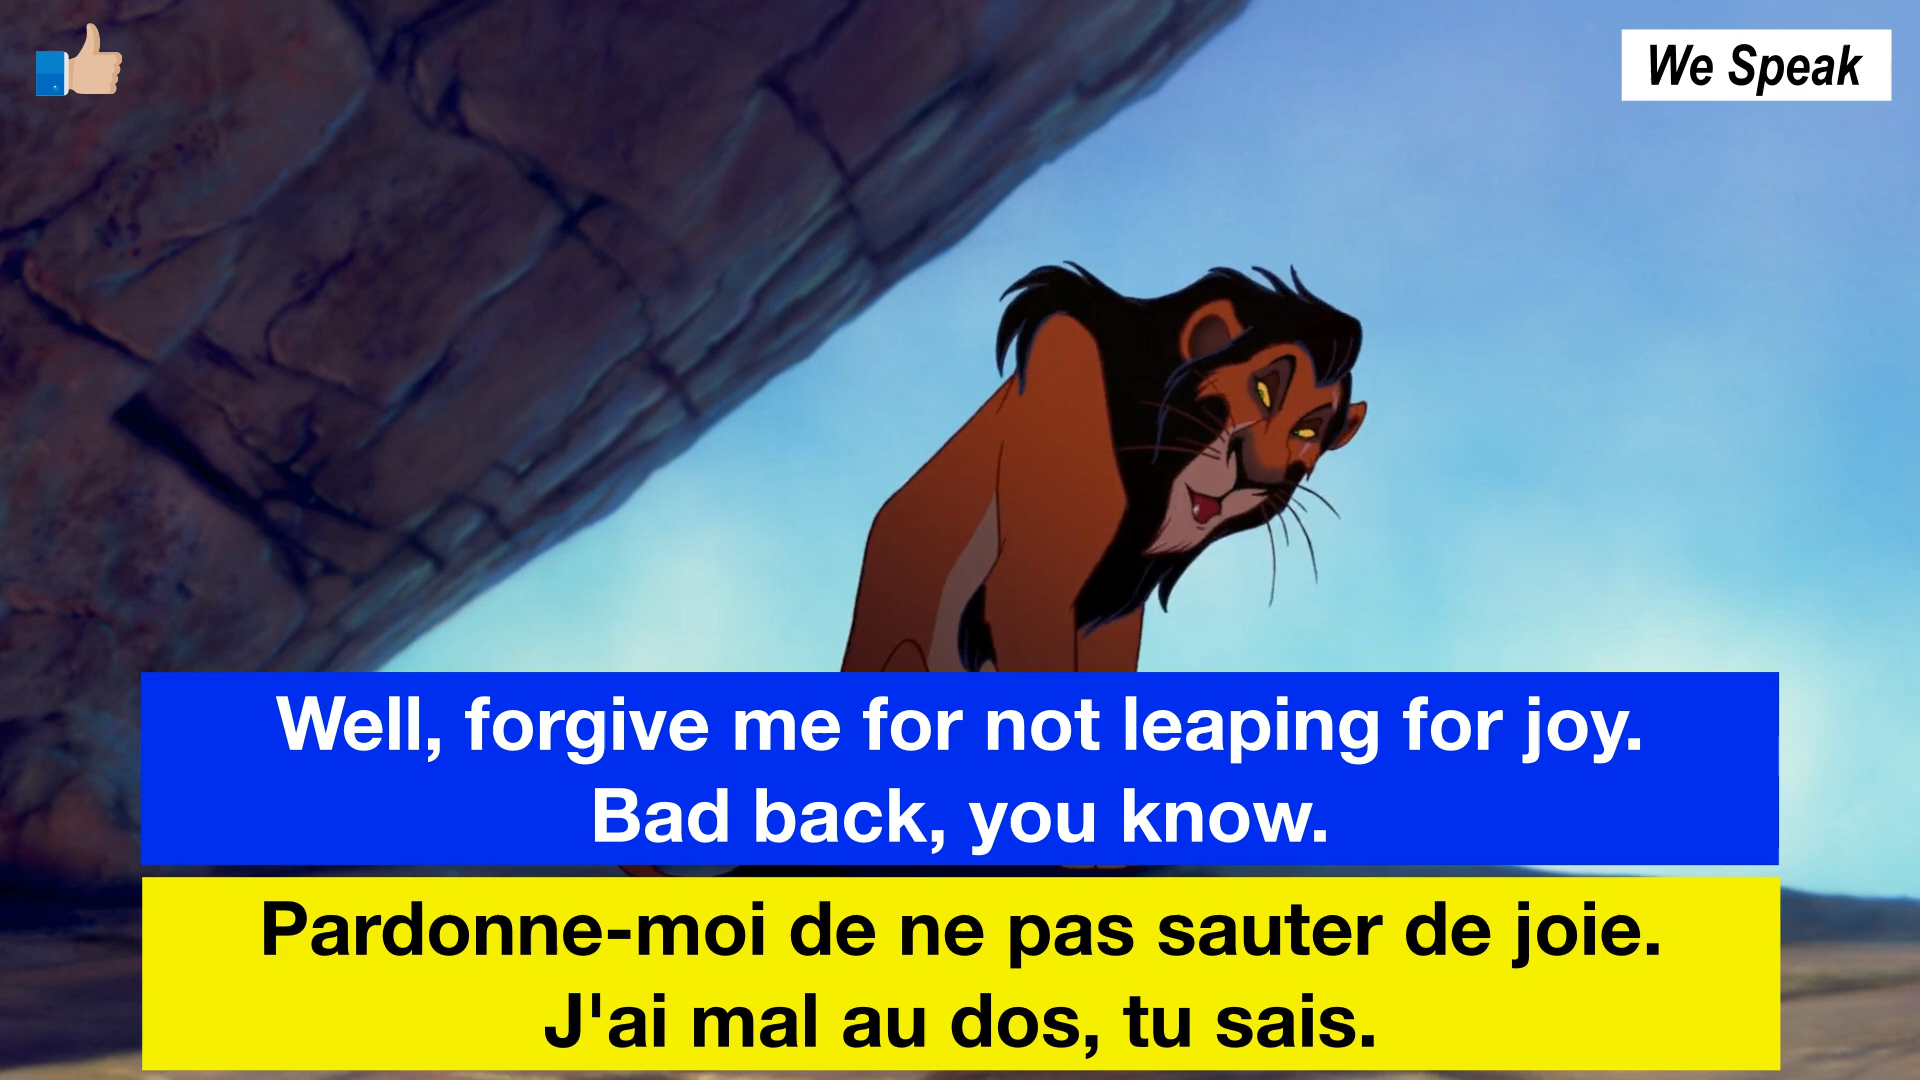 We Speak
Well, forgive me for not leaping for joy.
Bad back, you know.
Pardonne-moi de ne pas sauter de joie.
J'ai mal au dos, tu sais.